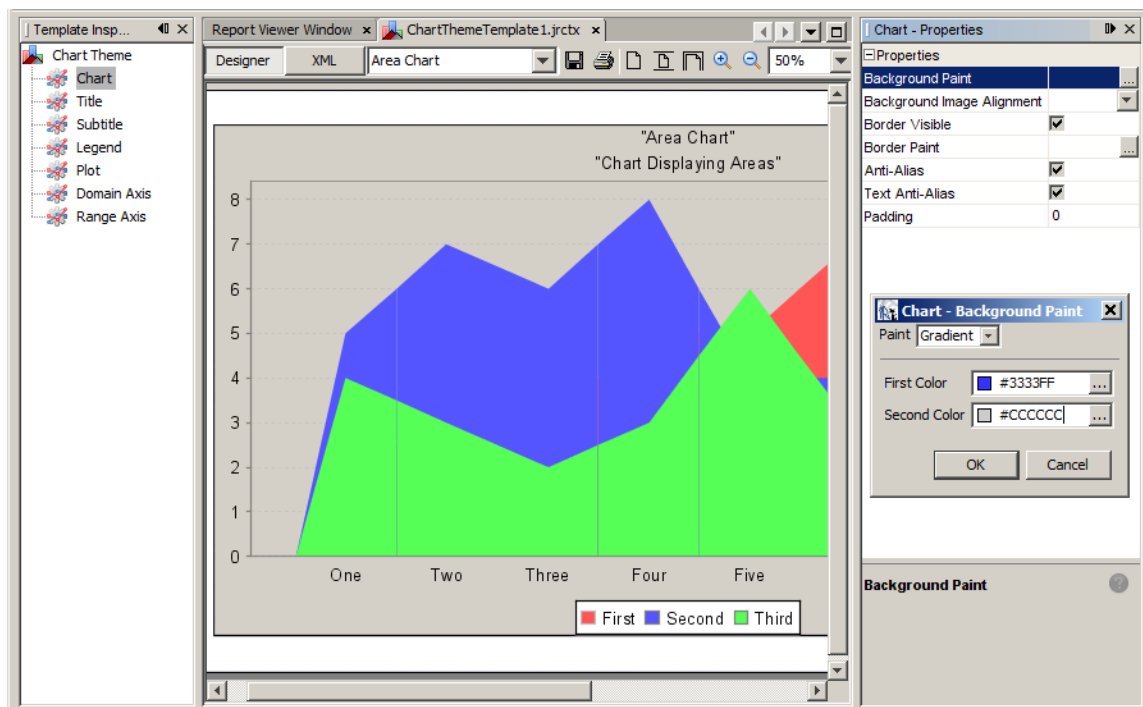 Template Insp...
Chart Theme
Chart
Title
Subtitle
Legend
Plot
Domain Axis
Range Axis
Report Viewer Window
ChartThemeTemplate1.jrctx
Designer XML Area Chart 50%
"Area Chart"
"Chart Displaying Areas"
8
7
6
5
4
3
2
1
0
One Two Three Four Five
First Second Third
Chart - Properties
Properties
Background Paint ...
Background Image Alignment
Border Visible
Border Paint ...
Anti-Alias
Text Anti-Alias
Padding 0
Chart - Background Paint
Paint Gradient
First Color #3333FF ...
Second Color #CCCCCC ...
OK Cancel
Background Paint
?